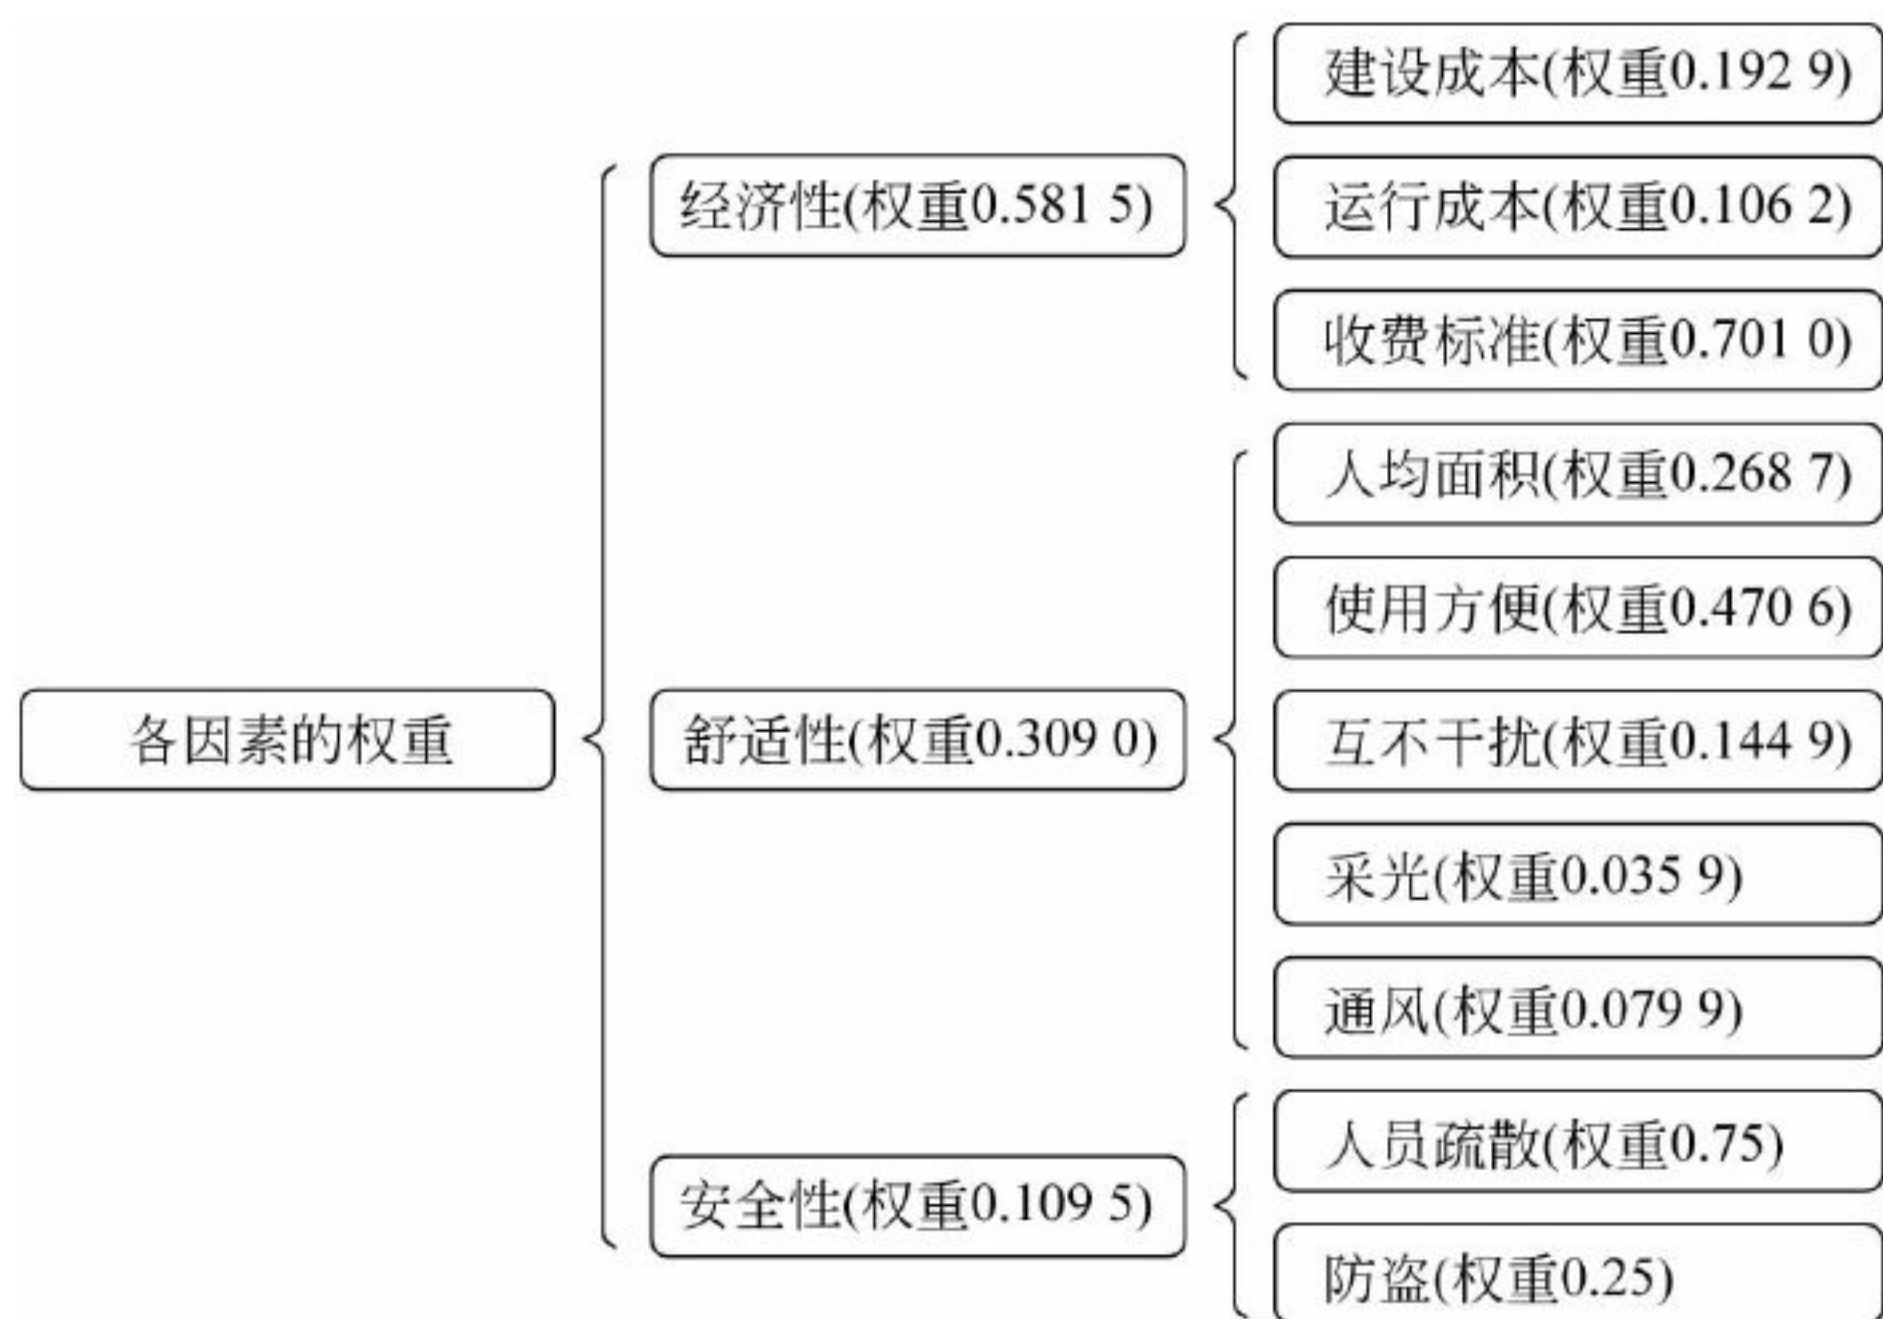 各因素的权重
经济性(权重0.581 5)
建设成本(权重0.192 9)
运行成本(权重0.106 2)
收费标准(权重0.701 0)
舒适性(权重0.309 0)
人均面积(权重0.268 7)
使用方便(权重0.470 6)
互不干扰(权重0.144 9)
采光(权重0.035 9)
通风(权重0.079 9)
安全性(权重0.109 5)
人员疏散(权重0.75)
防盗(权重0.25)